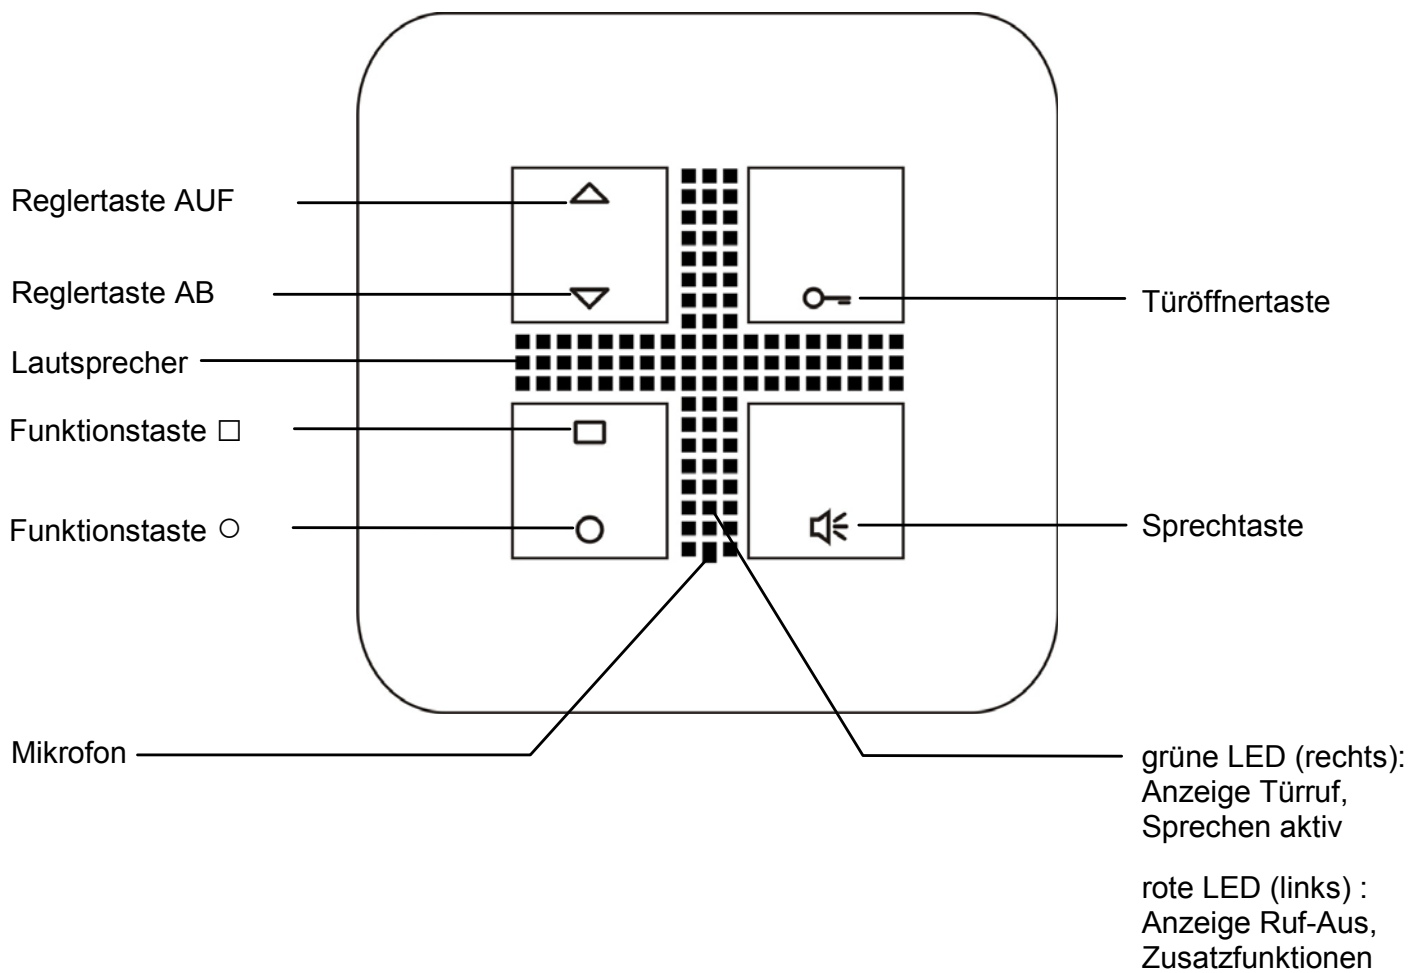 Reglertaste AUF
Reglertaste AB
Lautsprecher
Funktionstaste □
Funktionstaste ○
Mikrofon
Türöffnertaste
Sprechtaste
grüne LED (rechts):
Anzeige Türruf,
Sprechen aktiv
rote LED (links) :
Anzeige Ruf-Aus,
Zusatzfunktionen